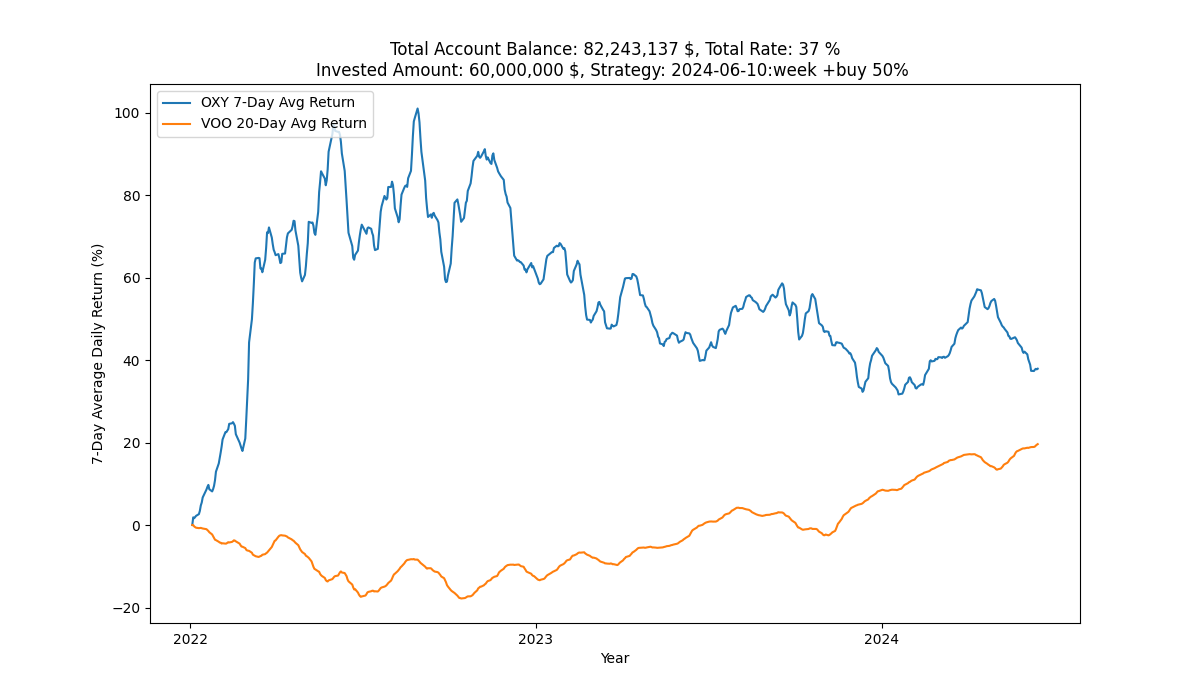 Total Account Balance: 82,243,137 $, Total Rate: 37 %
Invested Amount: 60,000,000 $, Strategy: 2024-06-10:week +buy 50%
OXY 7-Day Avg Return
VOO 20-Day Avg Return
7-Day Average Daily Return (%)
100
80
60
40
20
0
−20
2022
2023
2024
Year